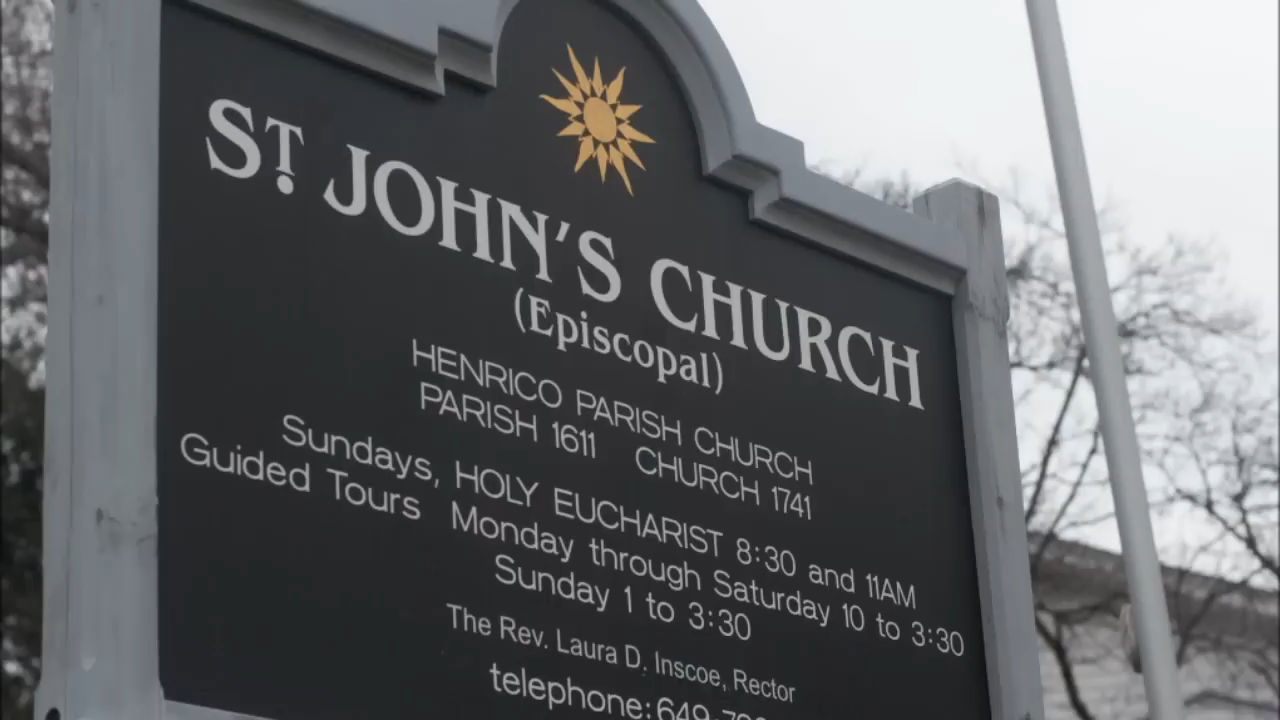 ST. JOHN'S CHURCH
(Episcopal)
HENRICO PARISH CHURCH
PARISH 1611 CHURCH 1741
Sundays, HOLY EUCHARIST 8:30 and 11AM
Guided Tours Monday through Saturday 10 to 3:30
Sunday 1 to 3:30
The Rev. Laura D. Inscoe, Rector
telephone: 649-79